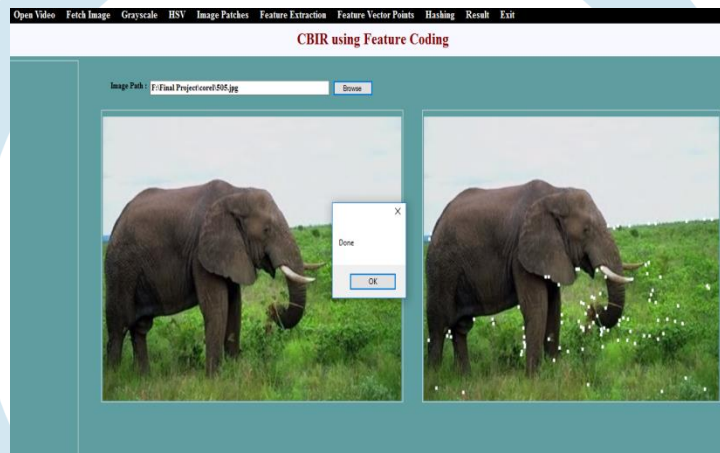 Open Video Fetch Image Grayscale HSV Image Patches Feature Extraction Feature Vector Points Hashing Result Exit
CBIR using Feature Coding
Image Path : F:\Final Project\corel\505.jpg Browse
X
Done
OK